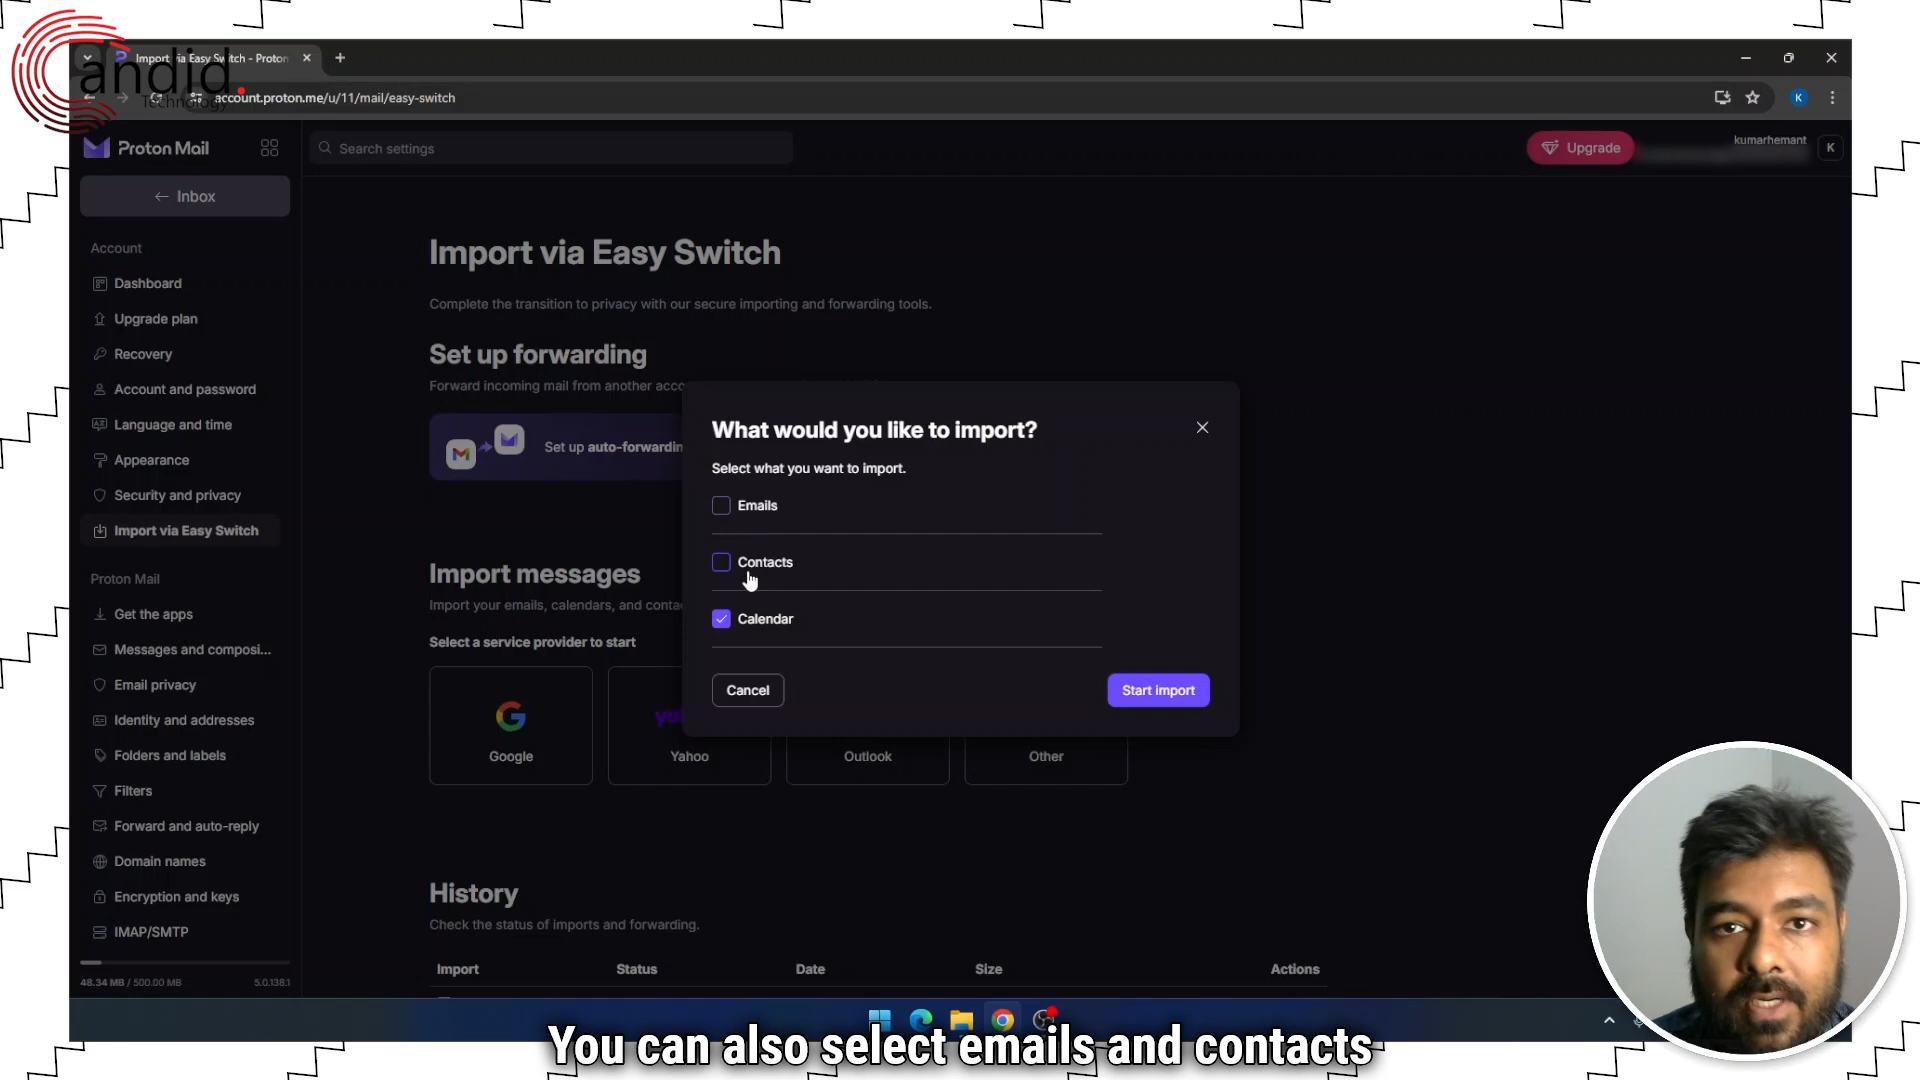 Candid.
Technology
Import via Easy Switch - Proton
account.proton.me/u/11/mail/easy-switch
K
Proton Mail
Search settings
Upgrade
kumarhemant
K
← Inbox
Account
Dashboard
Upgrade plan
Recovery
Account and password
Language and time
Appearance
Security and privacy
Import via Easy Switch
Proton Mail
Get the apps
Messages and composi...
Email privacy
Identity and addresses
Folders and labels
Filters
Forward and auto-reply
Domain names
Encryption and keys
IMAP/SMTP
48.34 MB / 500.00 MB
5.0.138.1
Import via Easy Switch
Complete the transition to privacy with our secure importing and forwarding tools.
Set up forwarding
Forward incoming mail from another
Set up auto-forwardin
Import messages
Import your emails, calendars, and conta
Select a service provider to start
Google
Yahoo
Outlook
Other
What would you like to import?
Select what you want to import.
Emails
Contacts
Calendar
Cancel
Start import
History
Check the status of imports and forwarding.
Import Status Date Size Actions
You can also select emails and contacts